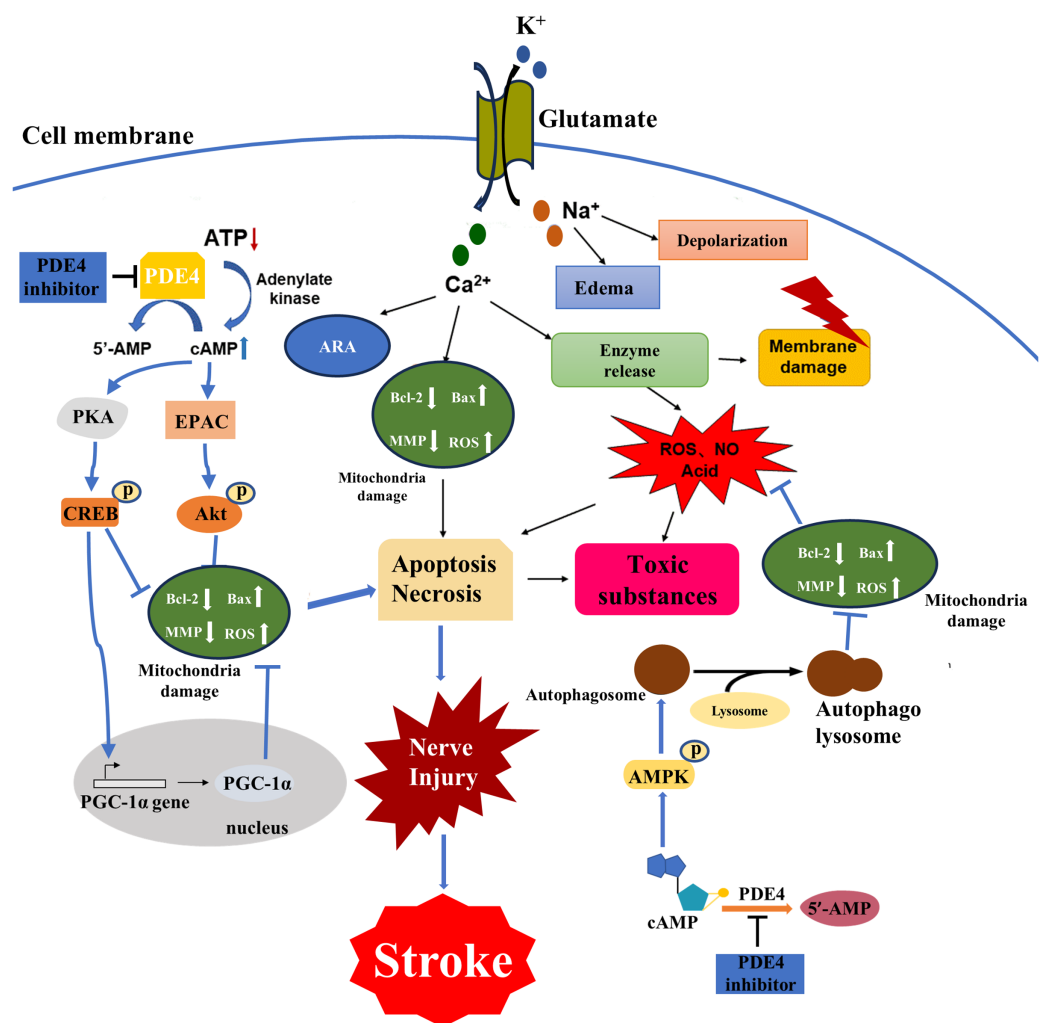 K⁺
Glutamate
Cell membrane
Na⁺
Depolarization
Edema
ATP
PDE4
inhibitor
PDE4
Adenylate
kinase
Ca²⁺
5′-AMP
cAMP
ARA
Enzyme
release
Membrane
damage
PKA
EPAC
Bcl-2
Bax
MMP
ROS
Mitochondria
damage
ROS、NO
Acid
CREB
p
Akt
p
Apoptosis
Necrosis
Toxic
substances
Bcl-2
Bax
MMP
ROS
Mitochondria
damage
Bcl-2
Bax
MMP
ROS
Mitochondria
damage
Autophagosome
Lysosome
Autophago
lysosome
Nerve
Injury
p
AMPK
PGC-1α gene
PGC-1α
nucleus
cAMP
PDE4
5′-AMP
PDE4
inhibitor
Stroke